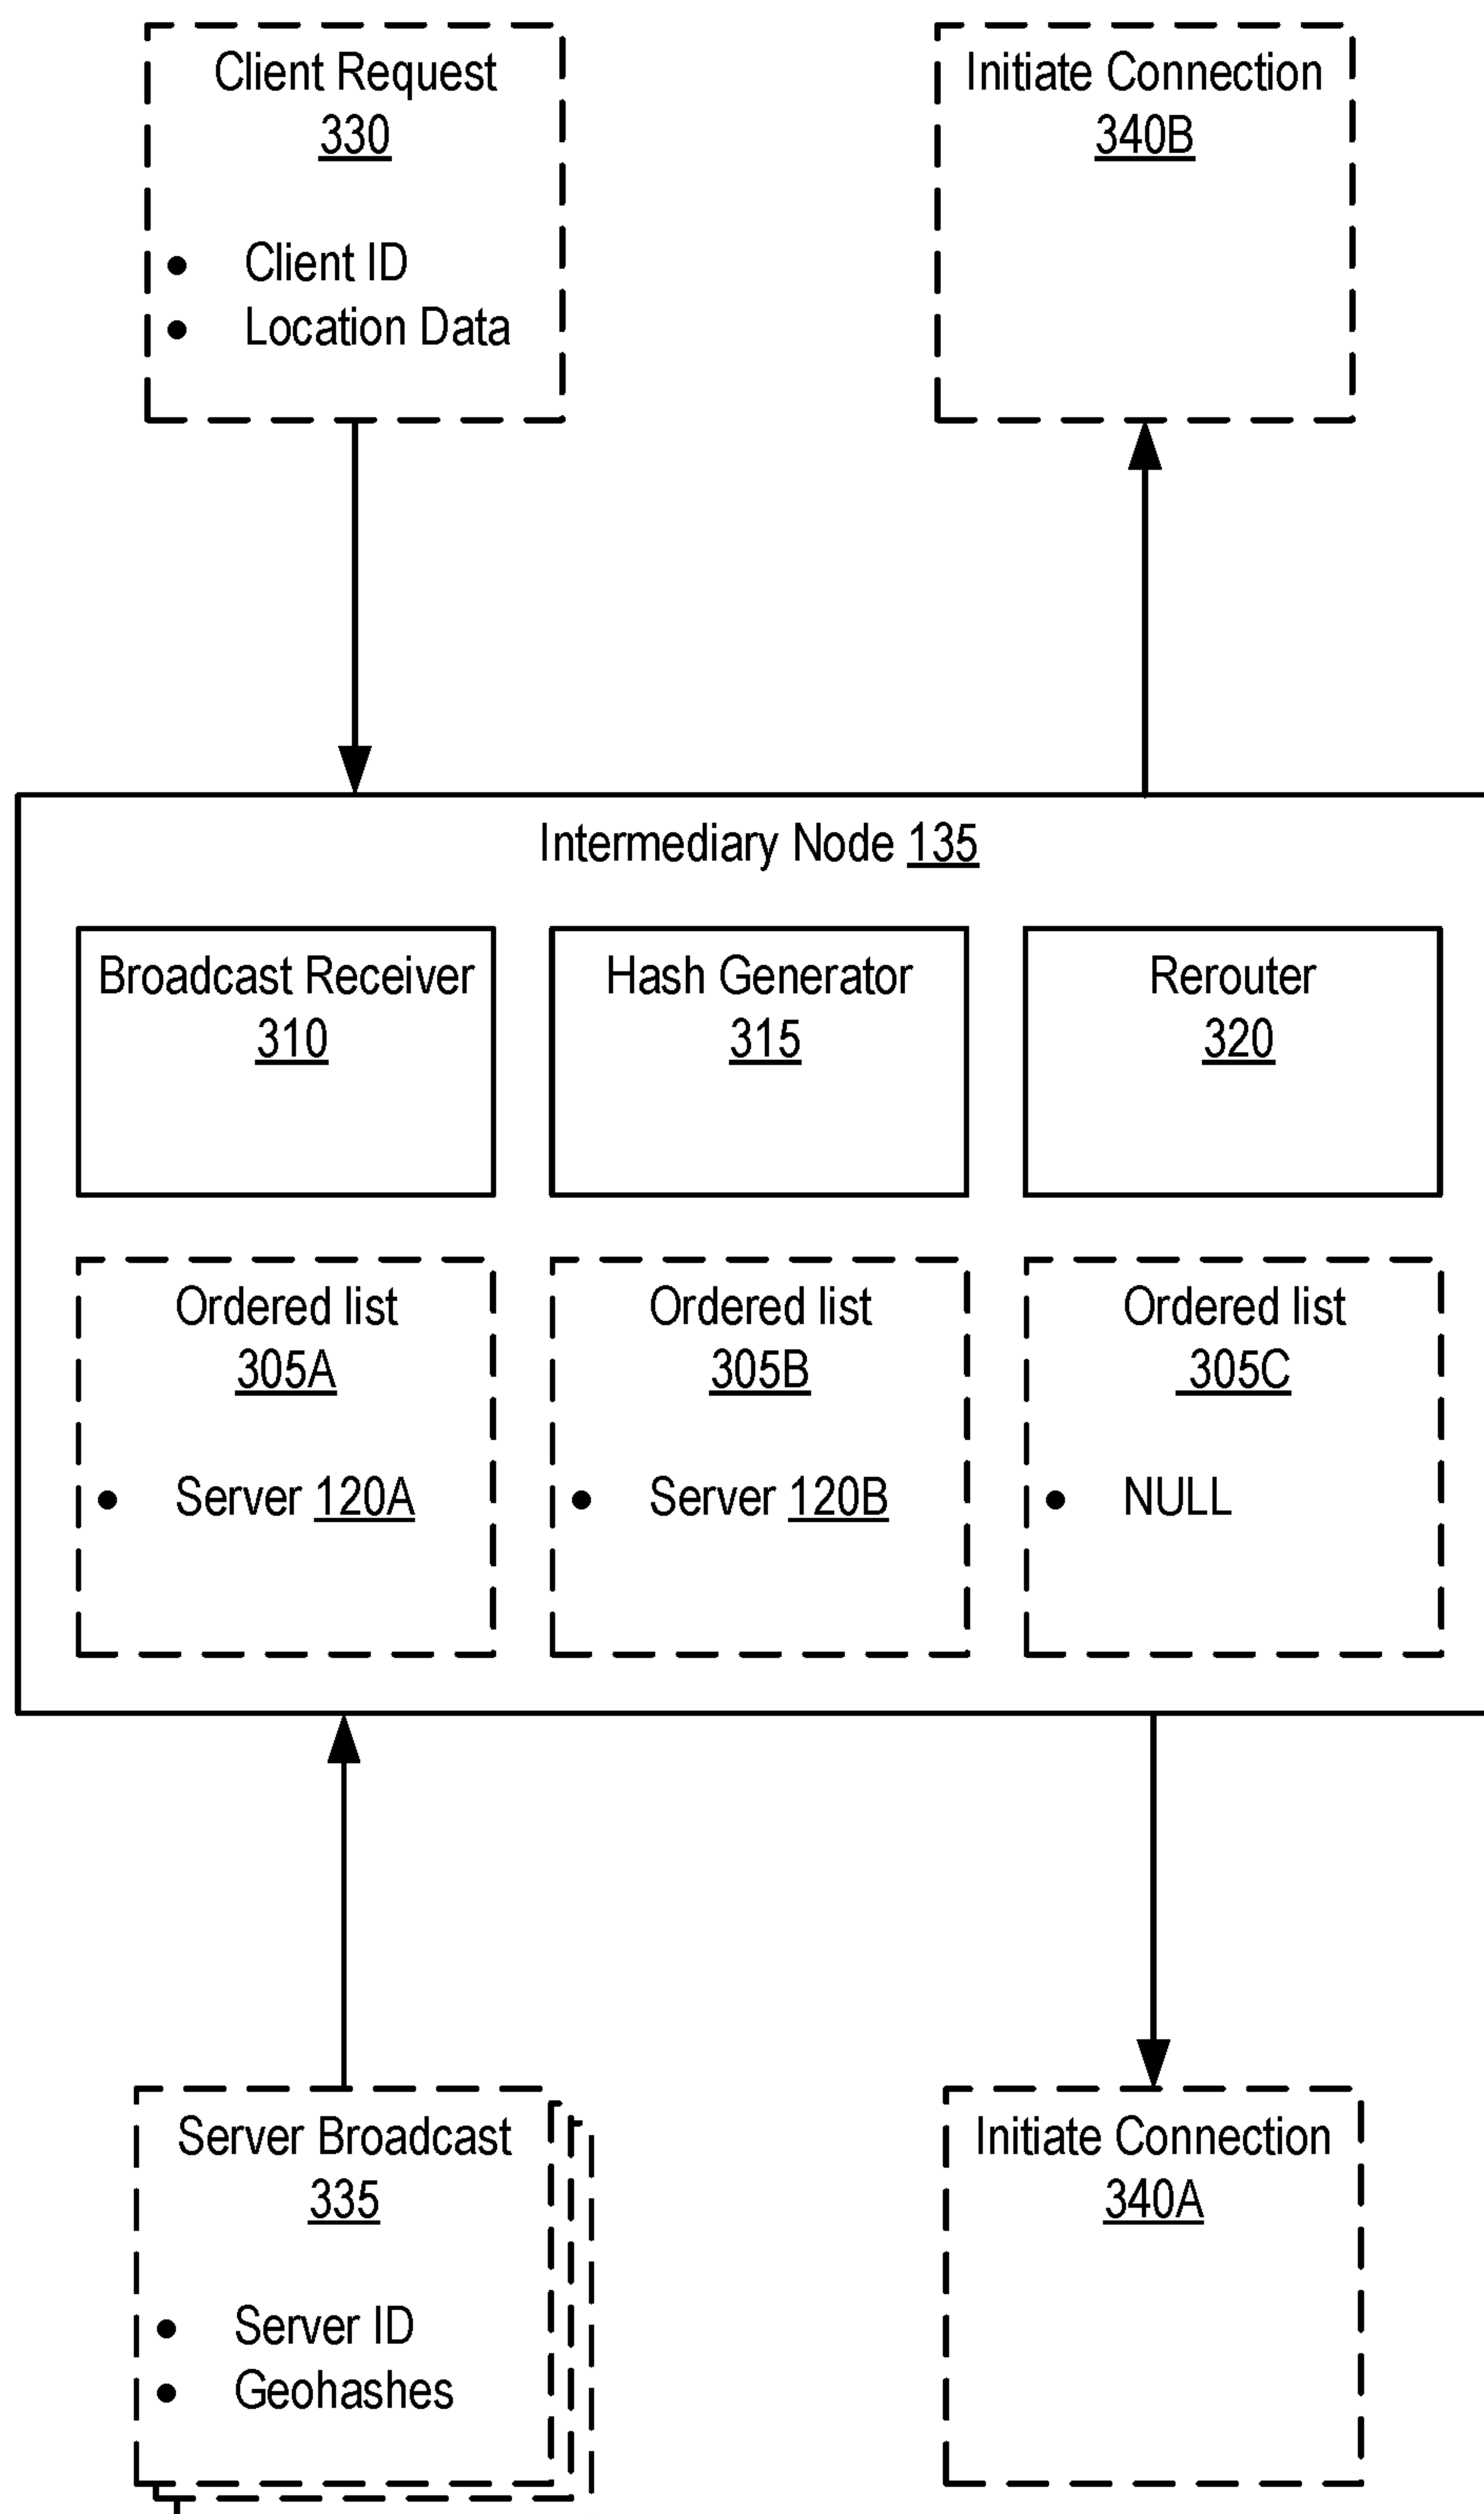 Client Request
330
• Client ID
• Location Data
Initiate Connection
340B
Intermediary Node 135
Broadcast Receiver
310
Hash Generator
315
Rerouter
320
Ordered list
305A
• Server 120A
Ordered list
305B
• Server 120B
Ordered list
305C
• NULL
Server Broadcast
335
• Server ID
• Geohashes
Initiate Connection
340A